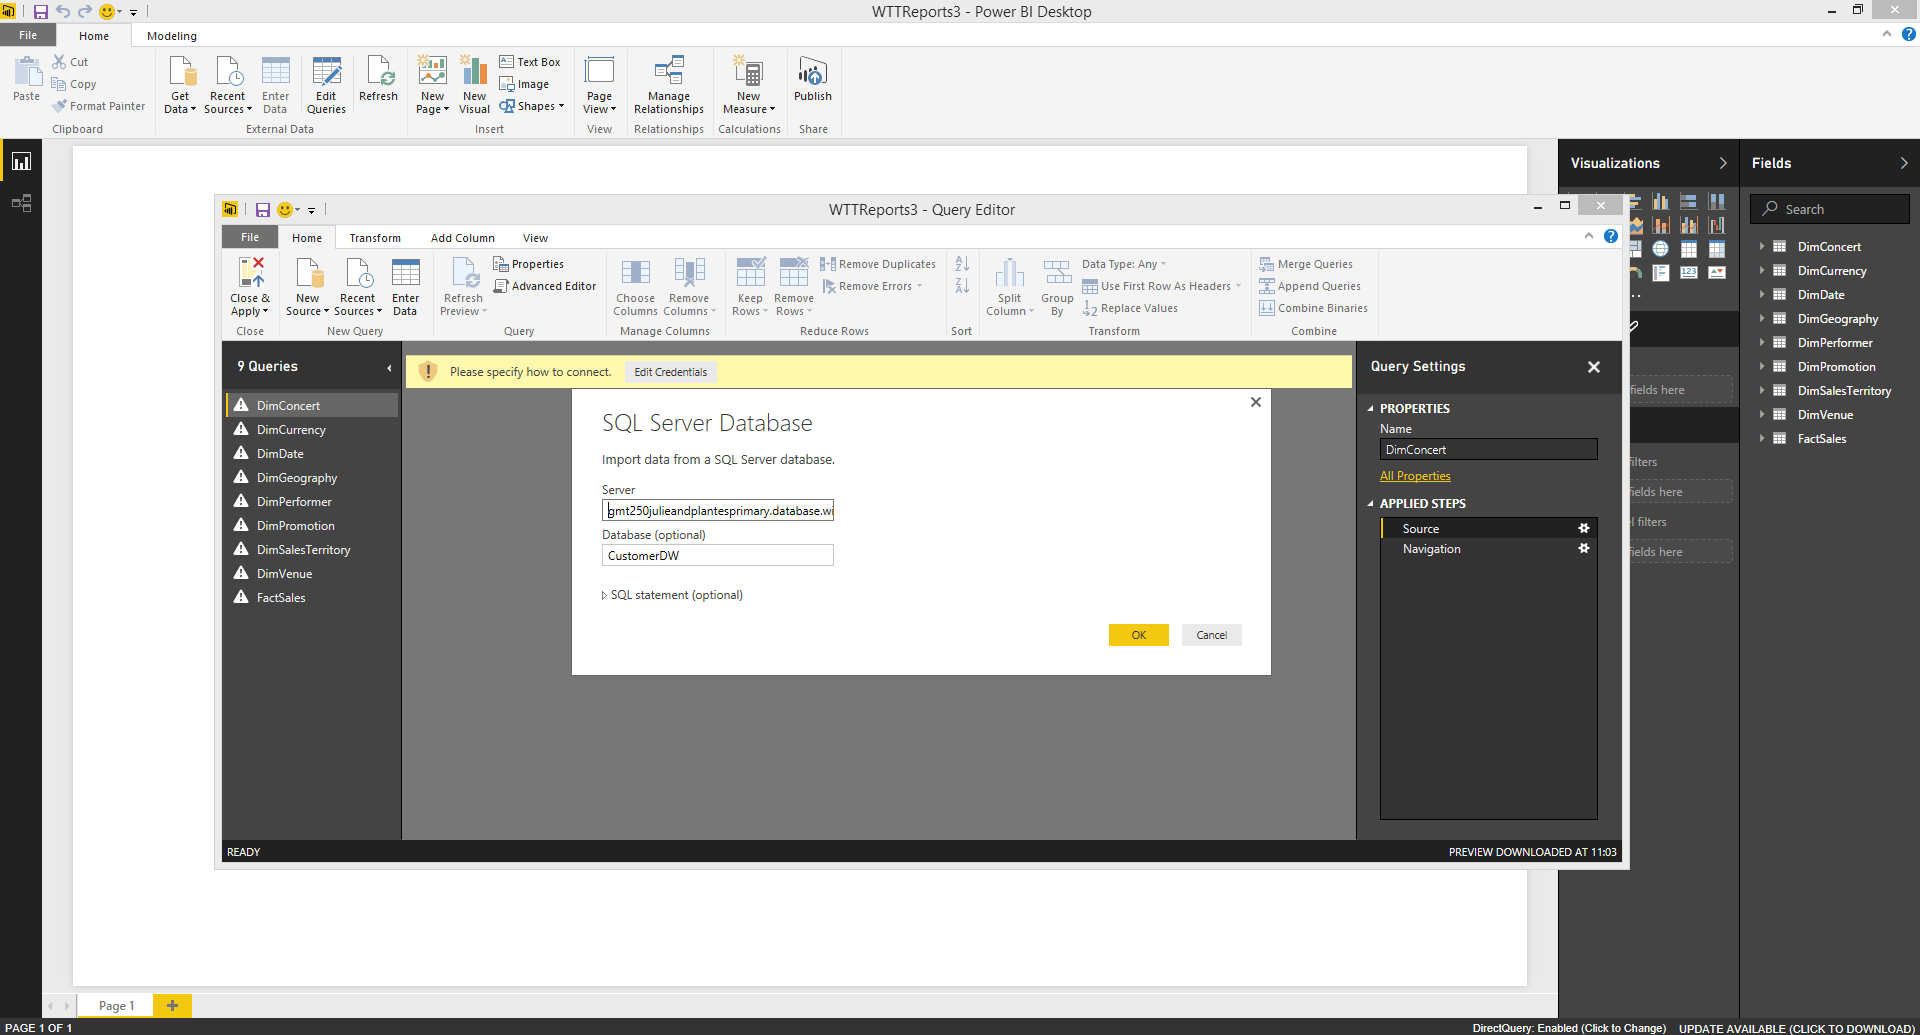 WTTReports3 - Power BI Desktop
File Home Modeling
Paste Cut Copy Format Painter Clipboard
Get Data Recent Sources Enter Data Edit Queries Refresh External Data
New Page New Visual Text Box Image Shapes Insert
Page View View
Manage Relationships Relationships
New Measure Calculations
Publish Share
Visualizations
Fields
Search
DimConcert
DimCurrency
DimDate
DimGeography
DimPerformer
DimPromotion
DimSalesTerritory
DimVenue
FactSales
fields here
filters
fields here
filters
fields here
WTTReports3 - Query Editor
File Home Transform Add Column View
Close & Apply Close
New Source Recent Sources Enter Data New Query
Refresh Preview Properties Advanced Editor Query
Choose Columns Remove Columns Manage Columns
Keep Rows Remove Rows Remove Duplicates Remove Errors Reduce Rows
Sort
Split Column Group By Data Type: Any Use First Row As Headers Replace Values Transform
Merge Queries Append Queries Combine Binaries Combine
9 Queries
DimConcert
DimCurrency
DimDate
DimGeography
DimPerformer
DimPromotion
DimSalesTerritory
DimVenue
FactSales
Please specify how to connect. Edit Credentials
SQL Server Database
Import data from a SQL Server database.
Server
gmt250julieandplantesprimary.database.wi
Database (optional)
CustomerDW
SQL statement (optional)
OK Cancel
Query Settings
PROPERTIES
Name
DimConcert
All Properties
APPLIED STEPS
Source
Navigation
READY PREVIEW DOWNLOADED AT 11:03
Page 1
PAGE 1 OF 1 DirectQuery: Enabled (Click to Change) UPDATE AVAILABLE (CLICK TO DOWNLOAD)